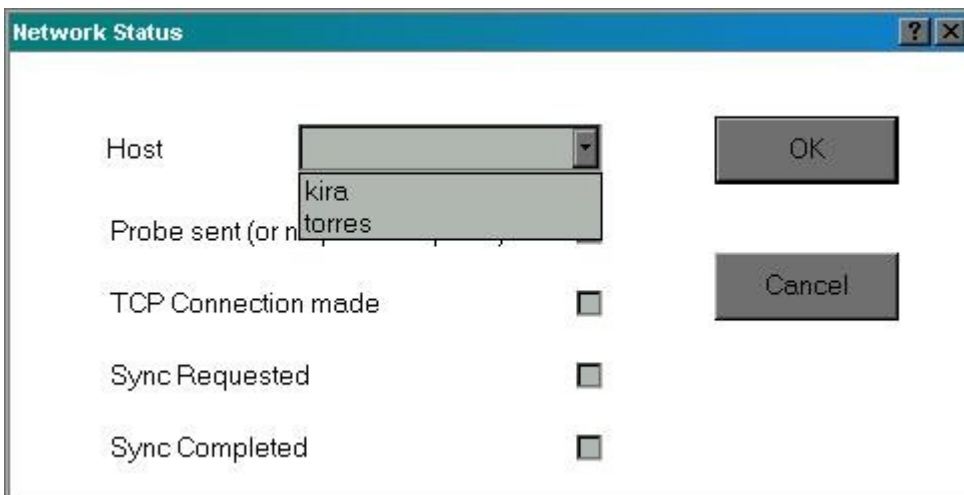 Network Status
Host
OK
kira
torres
Probe sent (or
Cancel
TCP Connection made
Sync Requested
Sync Completed